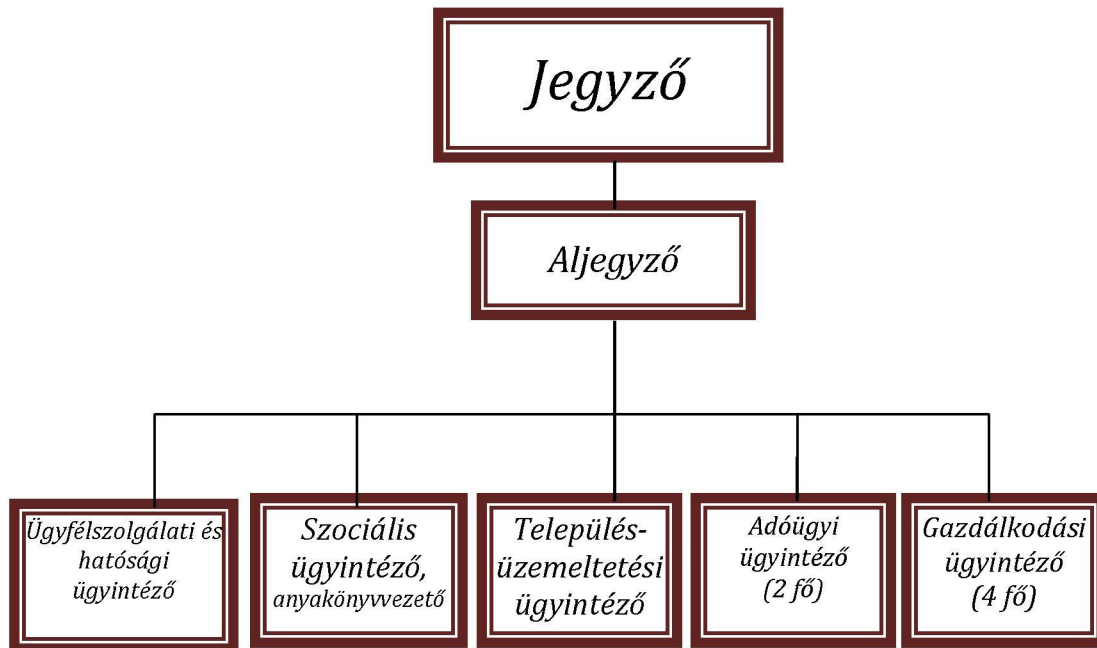 Jegyző
Aljegyző
Ügyfélszolgálati és
hatósági
ügyintéző
Szociális
ügyintéző,
anyakönyvvezető
Település-
üzemeltetési
ügyintéző
Adóügyi
ügyintéző
(2 fő)
Gazdálkodási
ügyintéző
(4 fő)